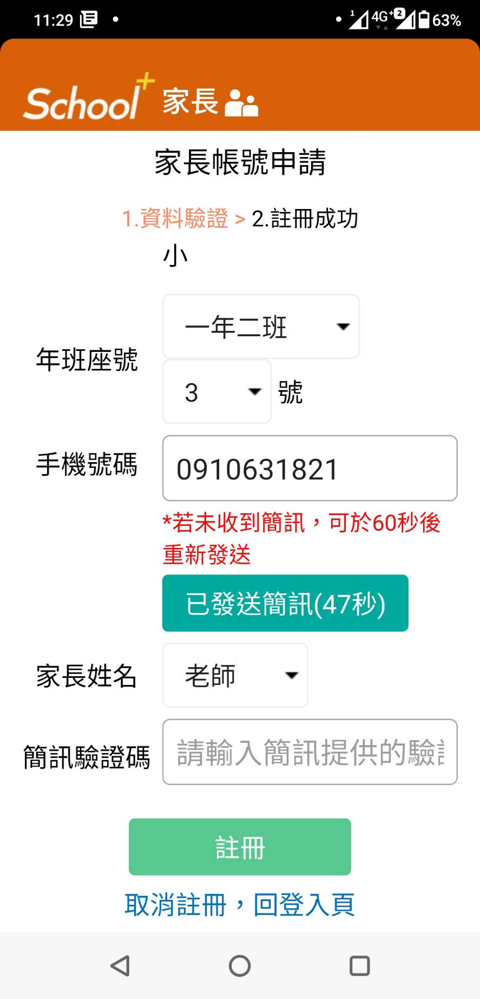 11:29
1 4G+ 2 63%
School+ 家長
家長帳號申請
1.資料驗證 > 2.註冊成功
小
年班座號
一年二班
3 號
手機號碼 0910631821
*若未收到簡訊，可於60秒後
重新發送
已發送簡訊(47秒)
家長姓名 老師
簡訊驗證碼 請輸入簡訊提供的驗
註冊
取消註冊，回登入頁